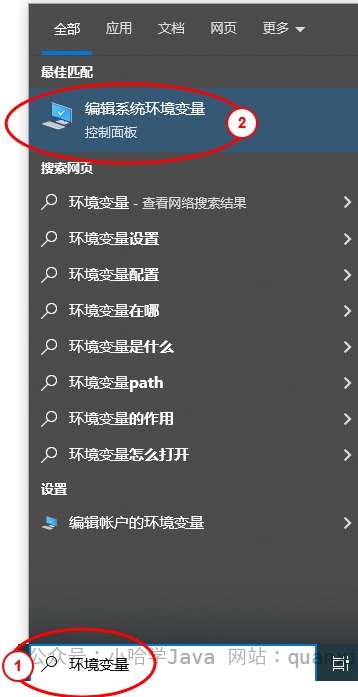 全部 应用 文档 网页 更多
最佳匹配
编辑系统环境变量
控制面板
2
搜索网页
环境变量 - 查看网络搜索结果
环境变量设置
环境变量配置
环境变量在哪
环境变量是什么
环境变量path
环境变量的作用
环境变量怎么打开
设置
编辑帐户的环境变量
公众号：小哈学Java 网站：quan
1
环境变量